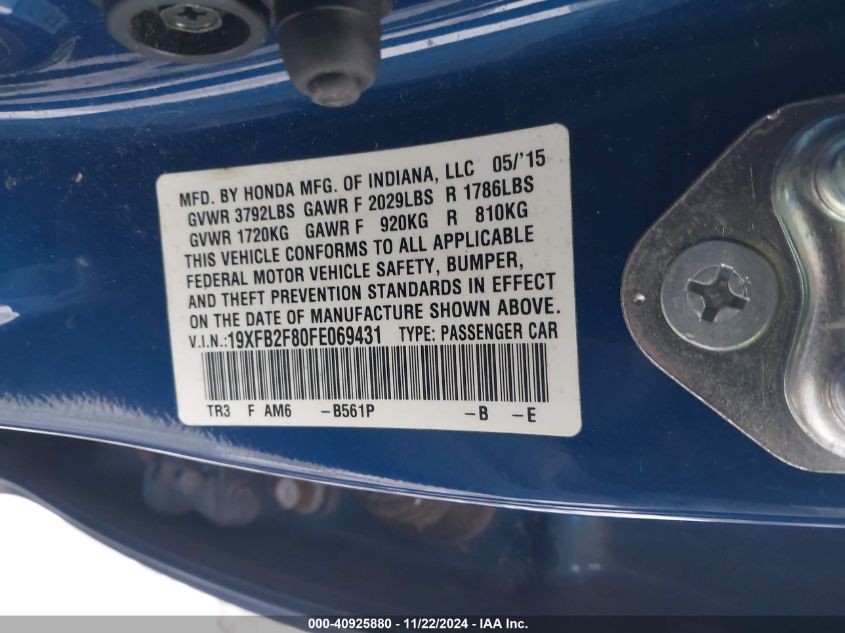 MFD. BY HONDA MFG. OF INDIANA, LLC 05/'15
GVWR 3792LBS GAWR F 2029LBS R 1786LBS
GVWR 1720KG GAWR F 920KG R 810KG
THIS VEHICLE CONFORMS TO ALL APPLICABLE
FEDERAL MOTOR VEHICLE SAFETY, BUMPER,
AND THEFT PREVENTION STANDARDS IN EFFECT
ON THE DATE OF MANUFACTURE SHOWN ABOVE.
V.I.N.:19XFB2F80FE069431 TYPE: PASSENGER CAR
TR3 F AM6 -B561P -B -E
000-40925880 - 11/22/2024 - IAA Inc.